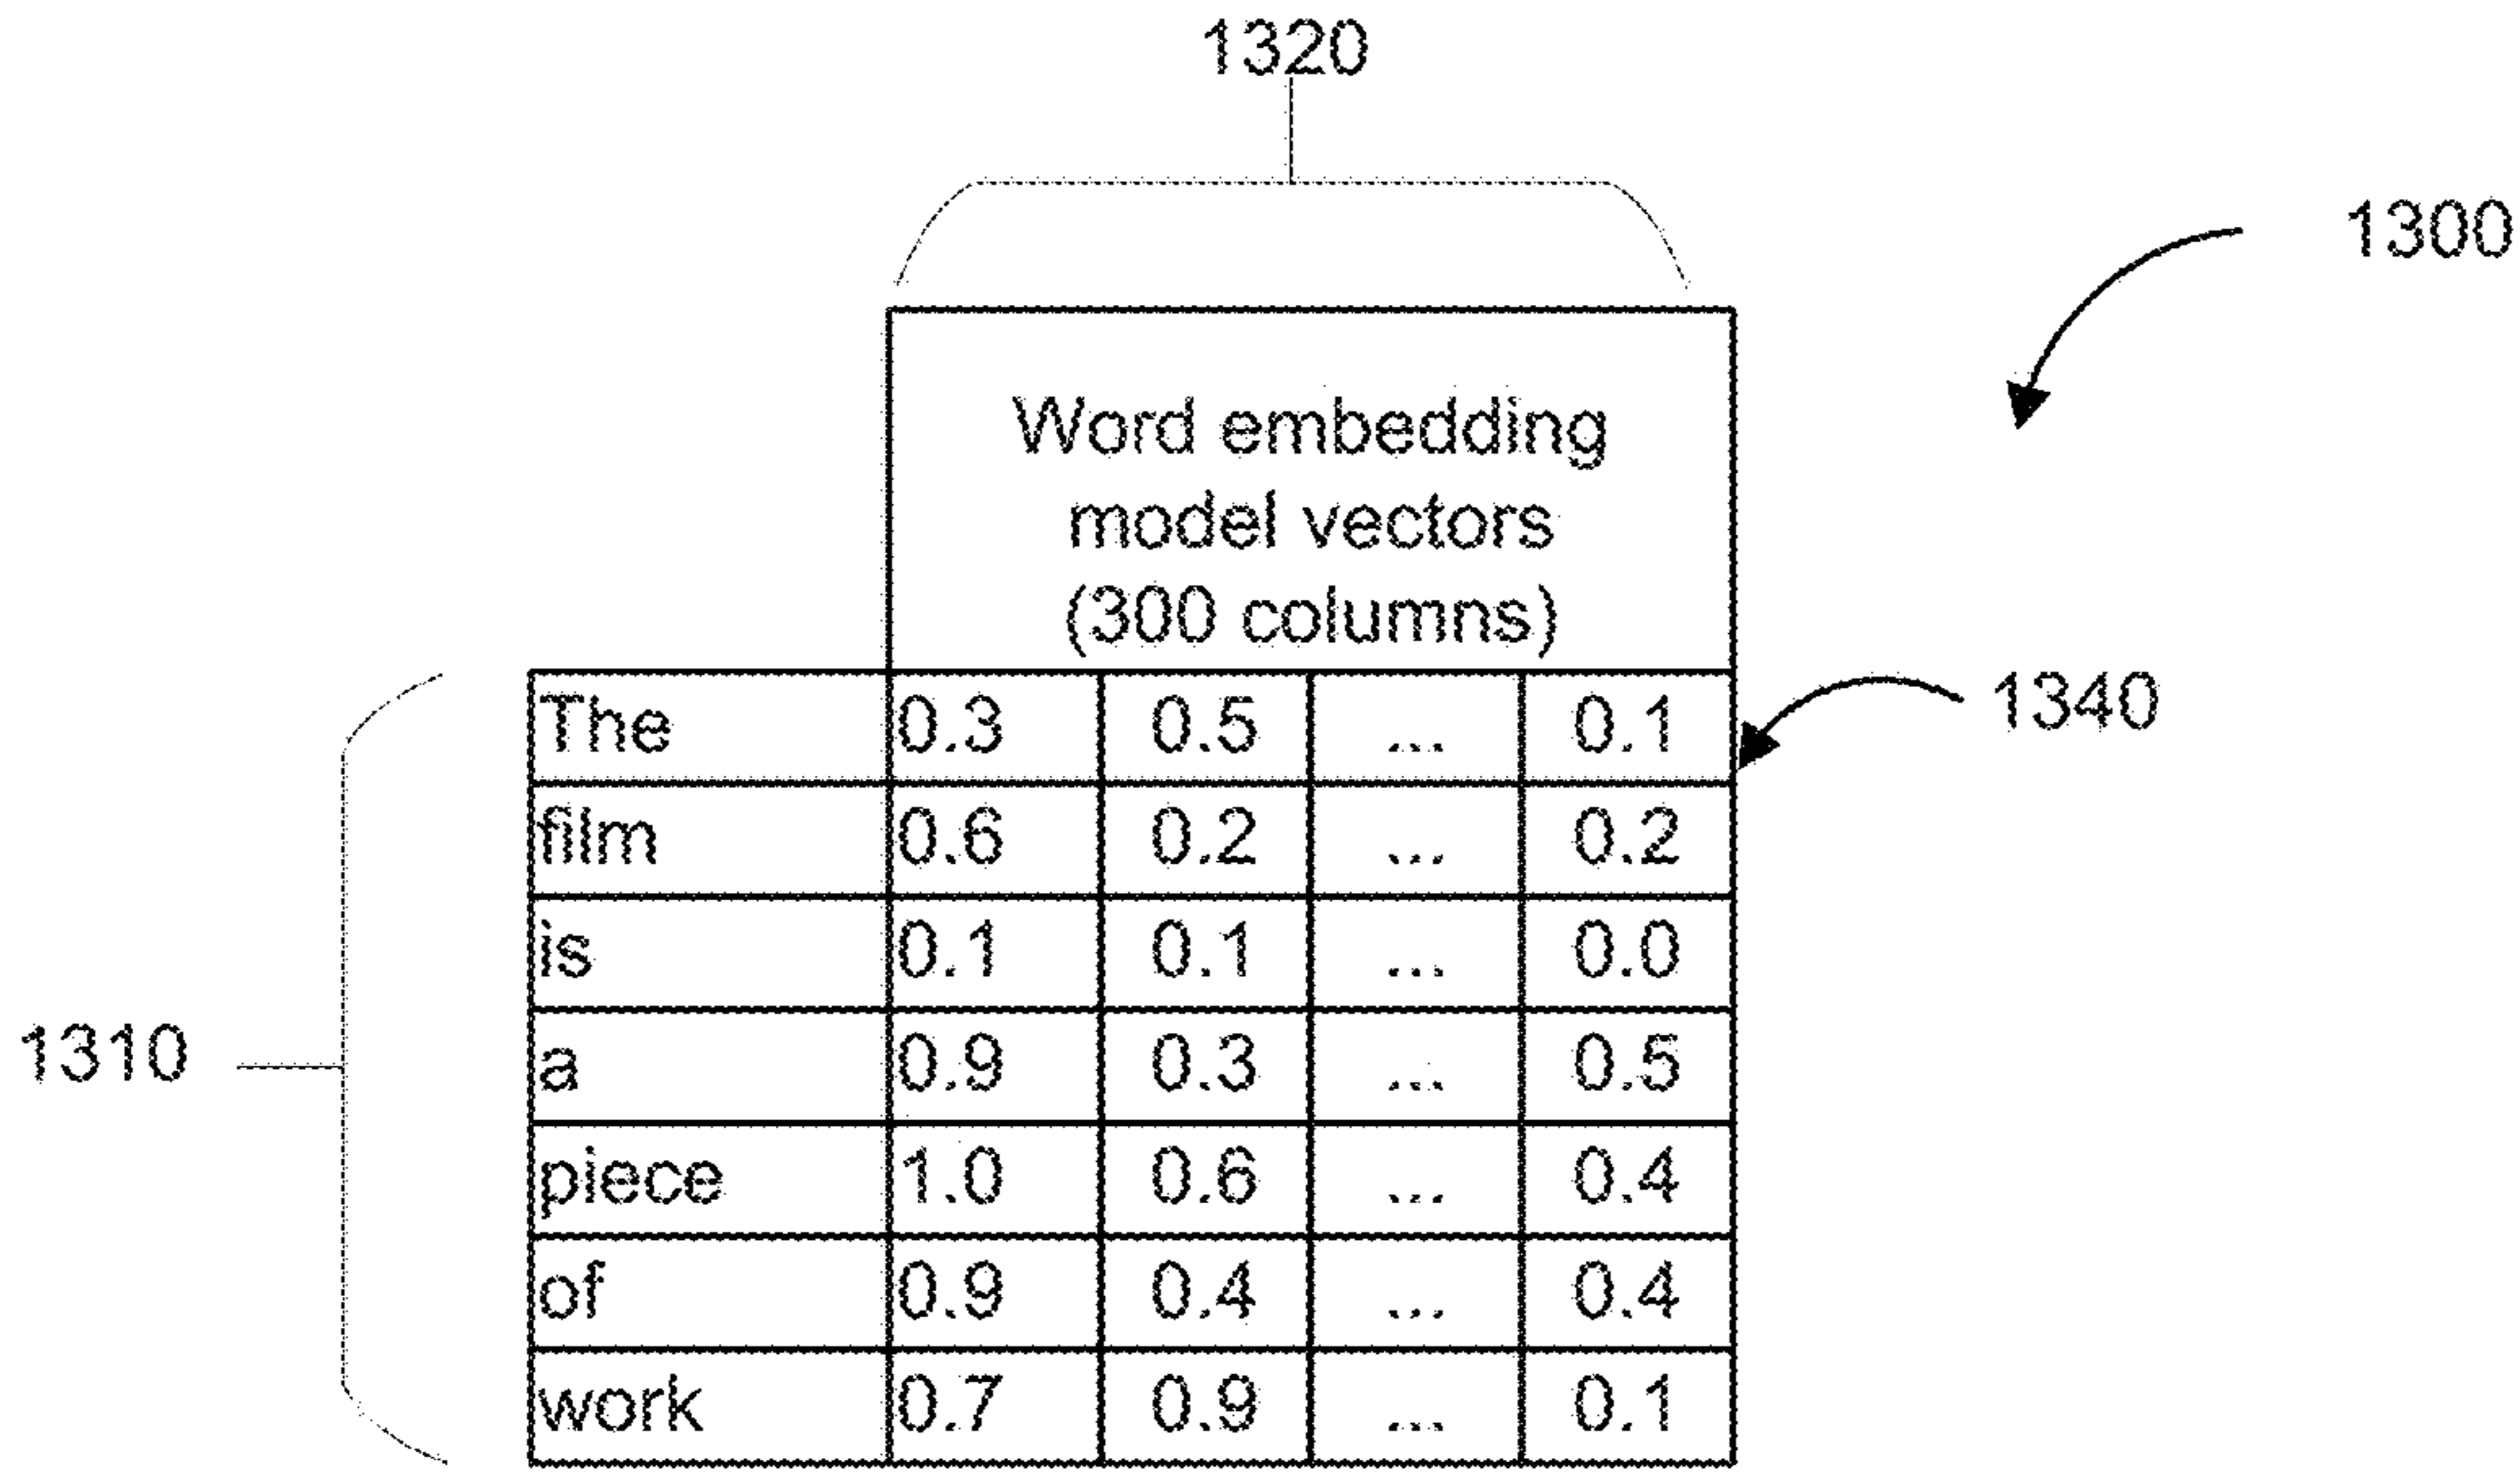 1320
1300
Word embedding
model vectors
(300 columns)
The 0.3 0.5 ... 0.1
1340
film 0.6 0.2 ... 0.2
is 0.1 0.1 ... 0.0
1310
a 0.9 0.3 ... 0.5
piece 1.0 0.6 ... 0.4
of 0.9 0.4 ... 0.4
work 0.7 0.9 ... 0.1